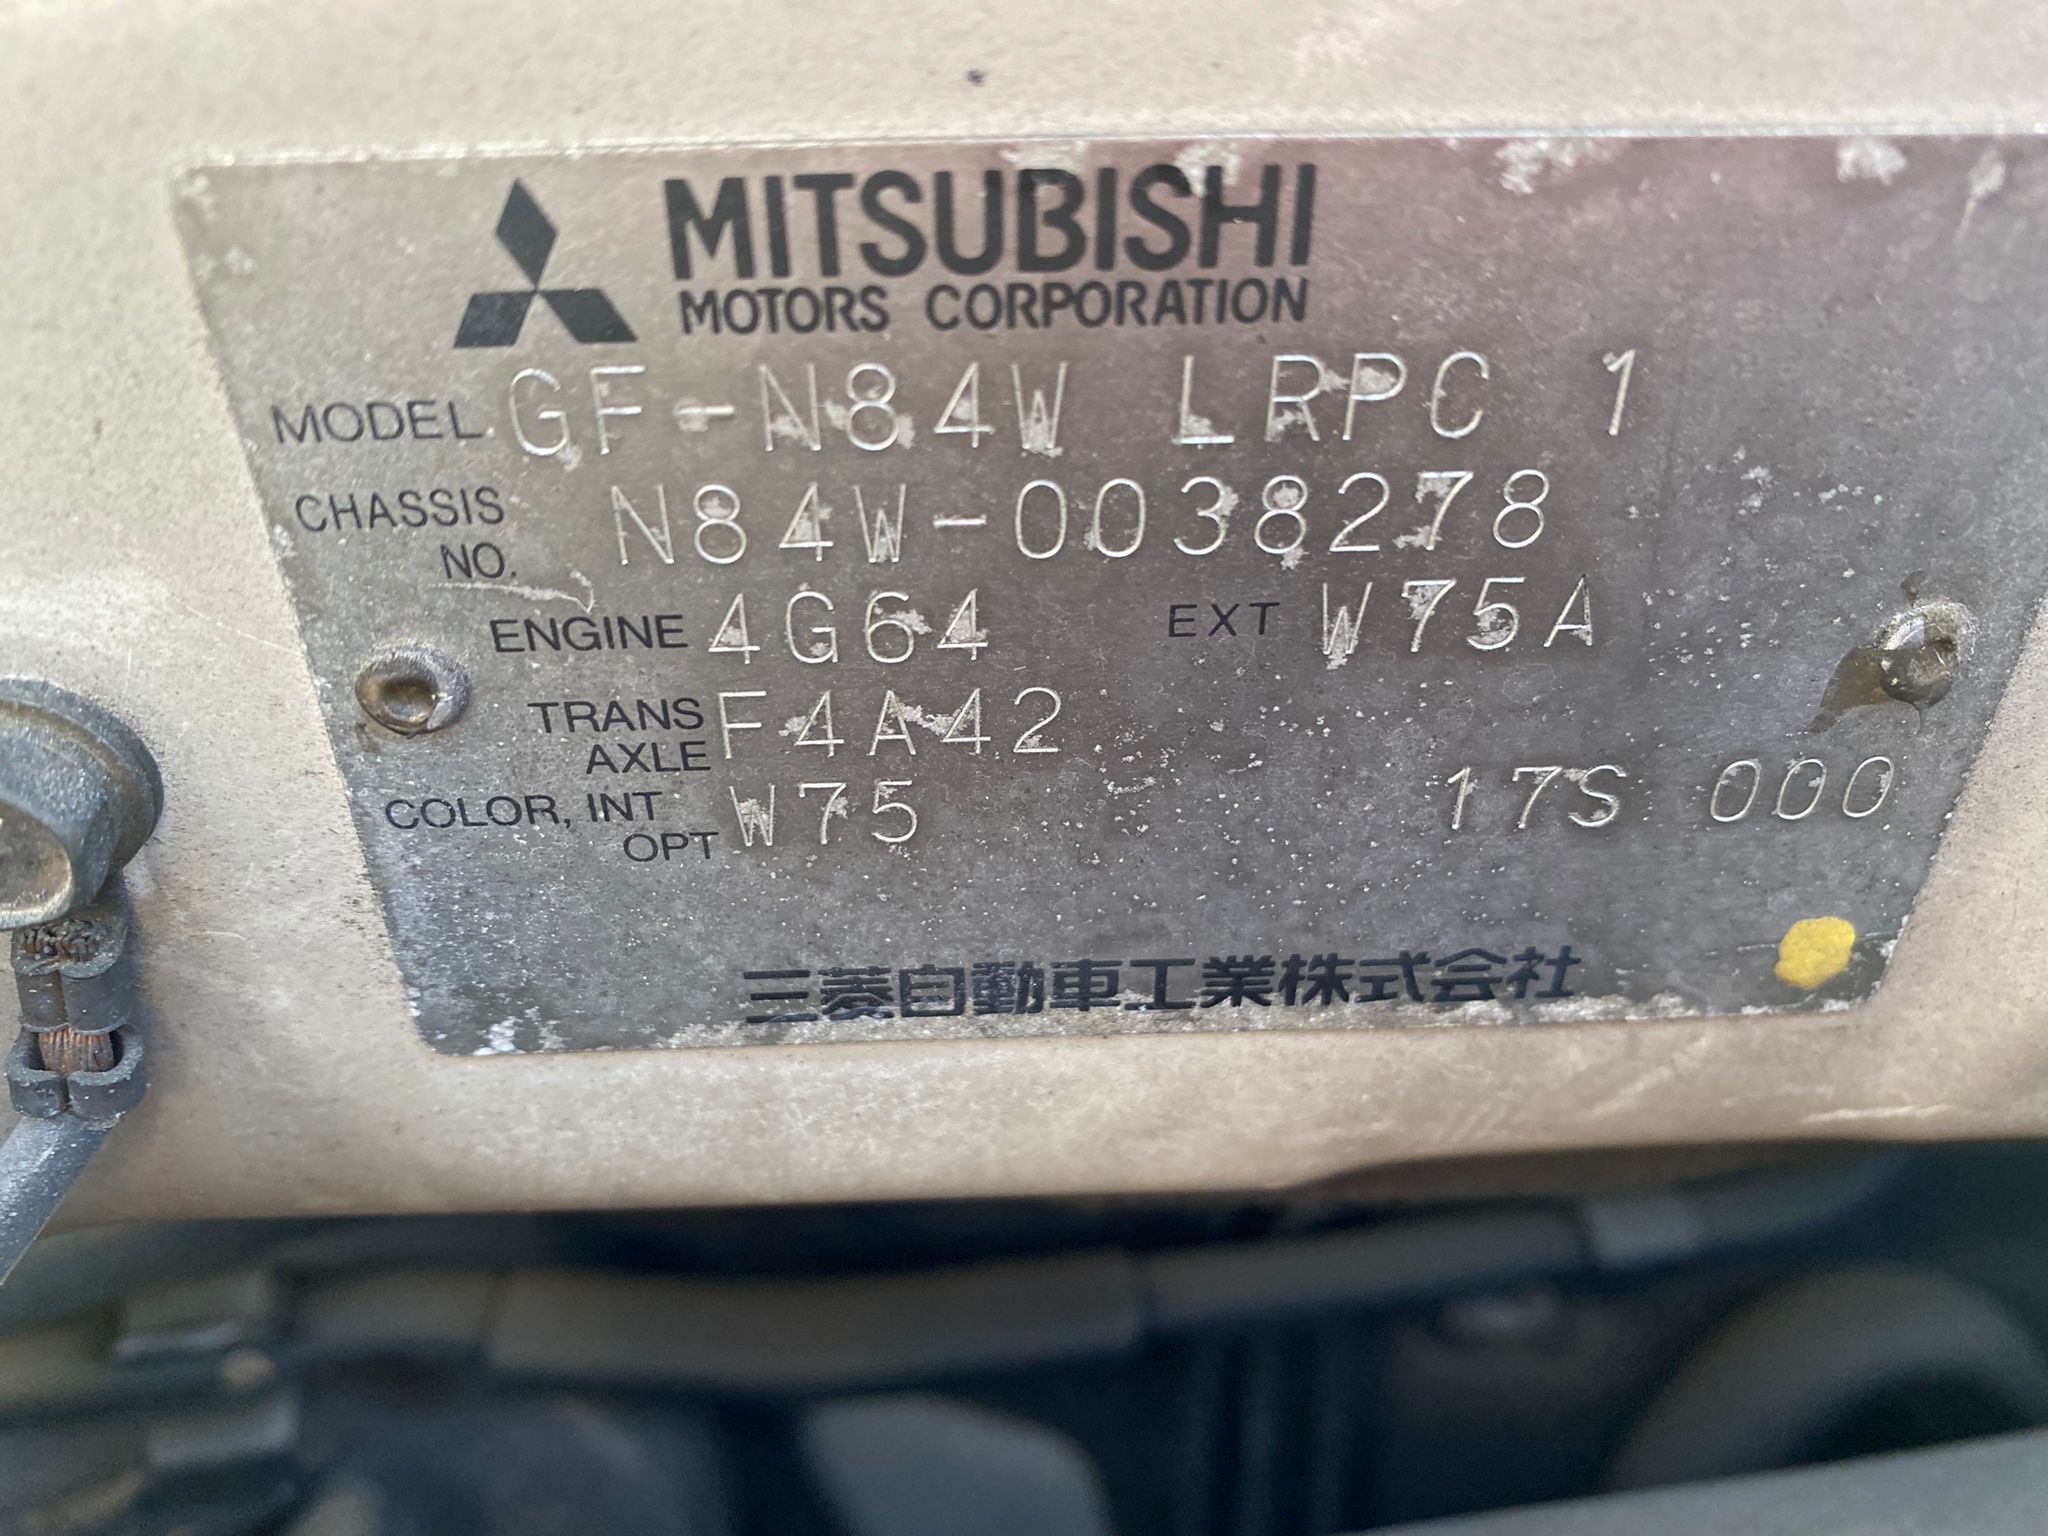 MITSUBISHI
MOTORS CORPORATION
MODEL GF-N84W LRPC 1
CHASSIS NO. N84W-0038278
ENGINE 4G64 EXT W75A
TRANS AXLE F4A42
COLOR, INT OPT W75 17S 000
三菱自動車工業株式会社